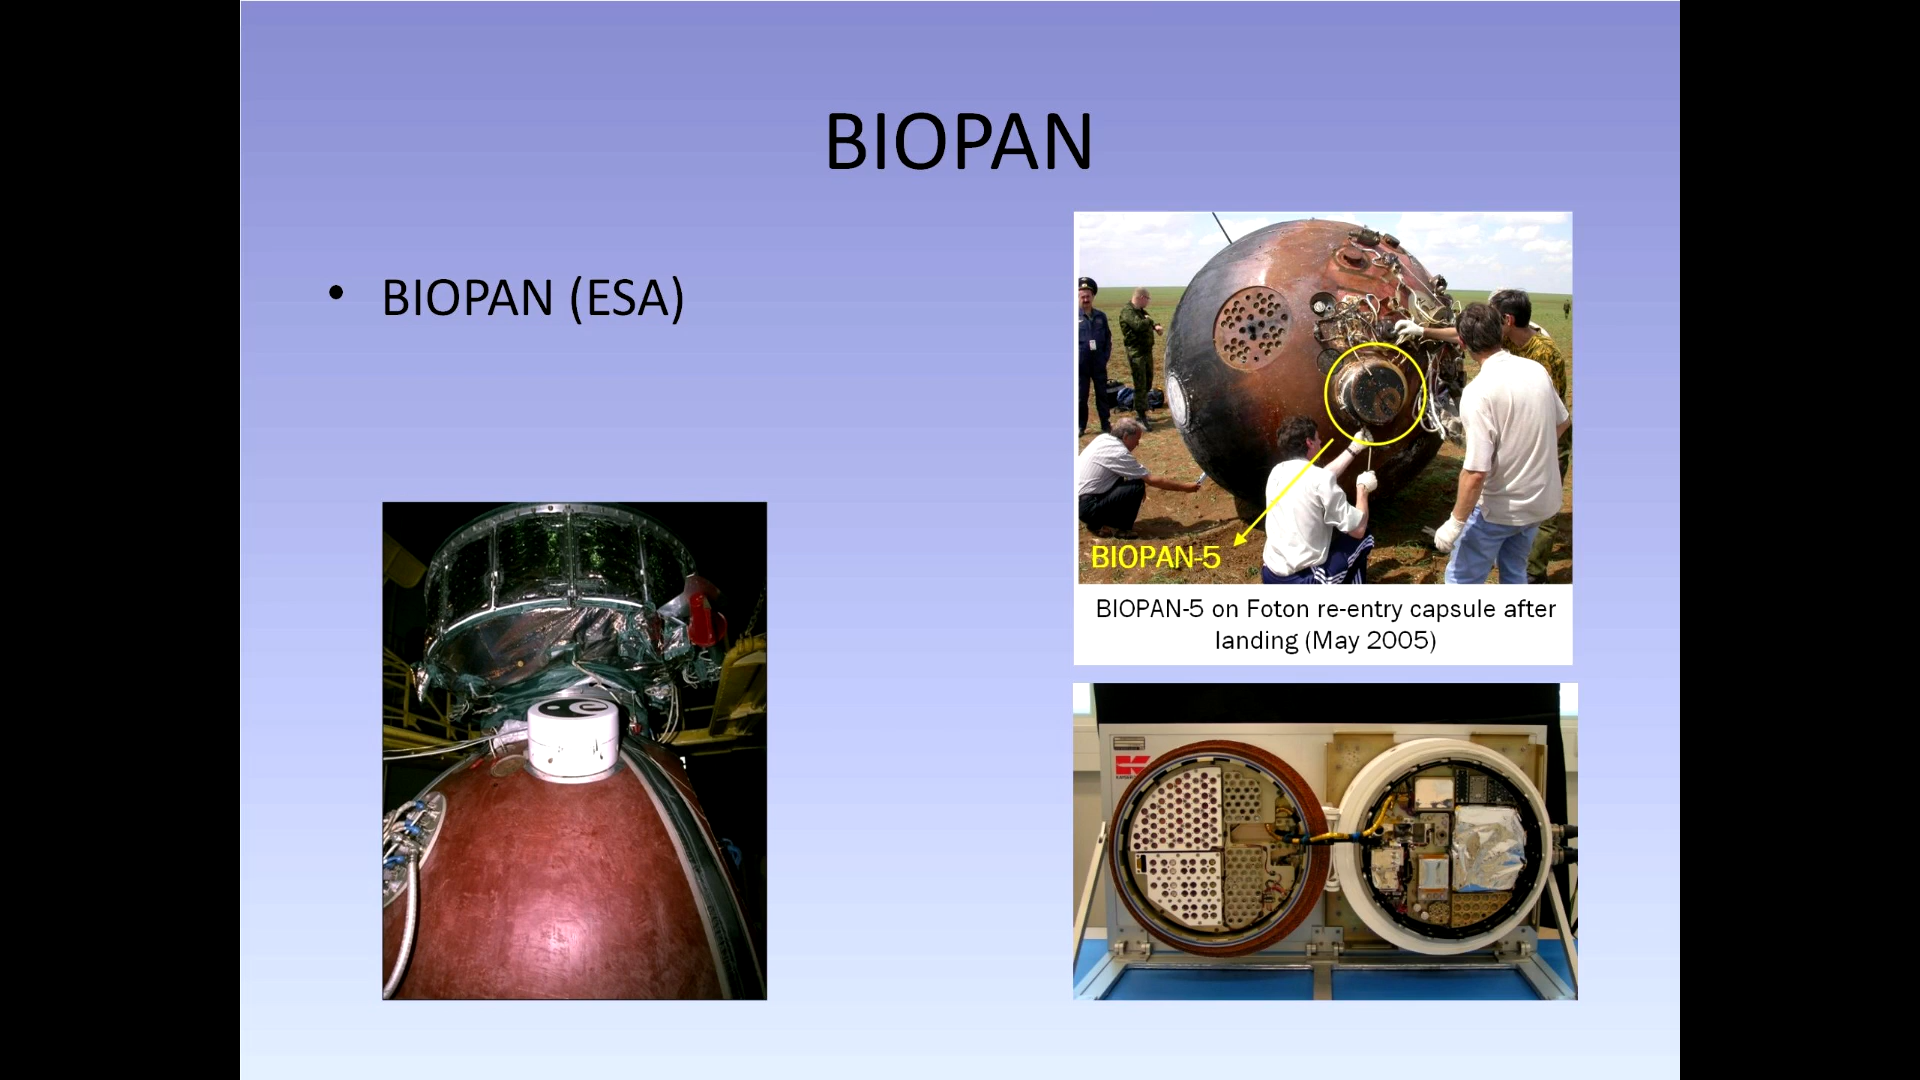 BIOPAN
• BIOPAN (ESA)
BIOPAN-5
BIOPAN-5 on Foton re-entry capsule after
landing (May 2005)